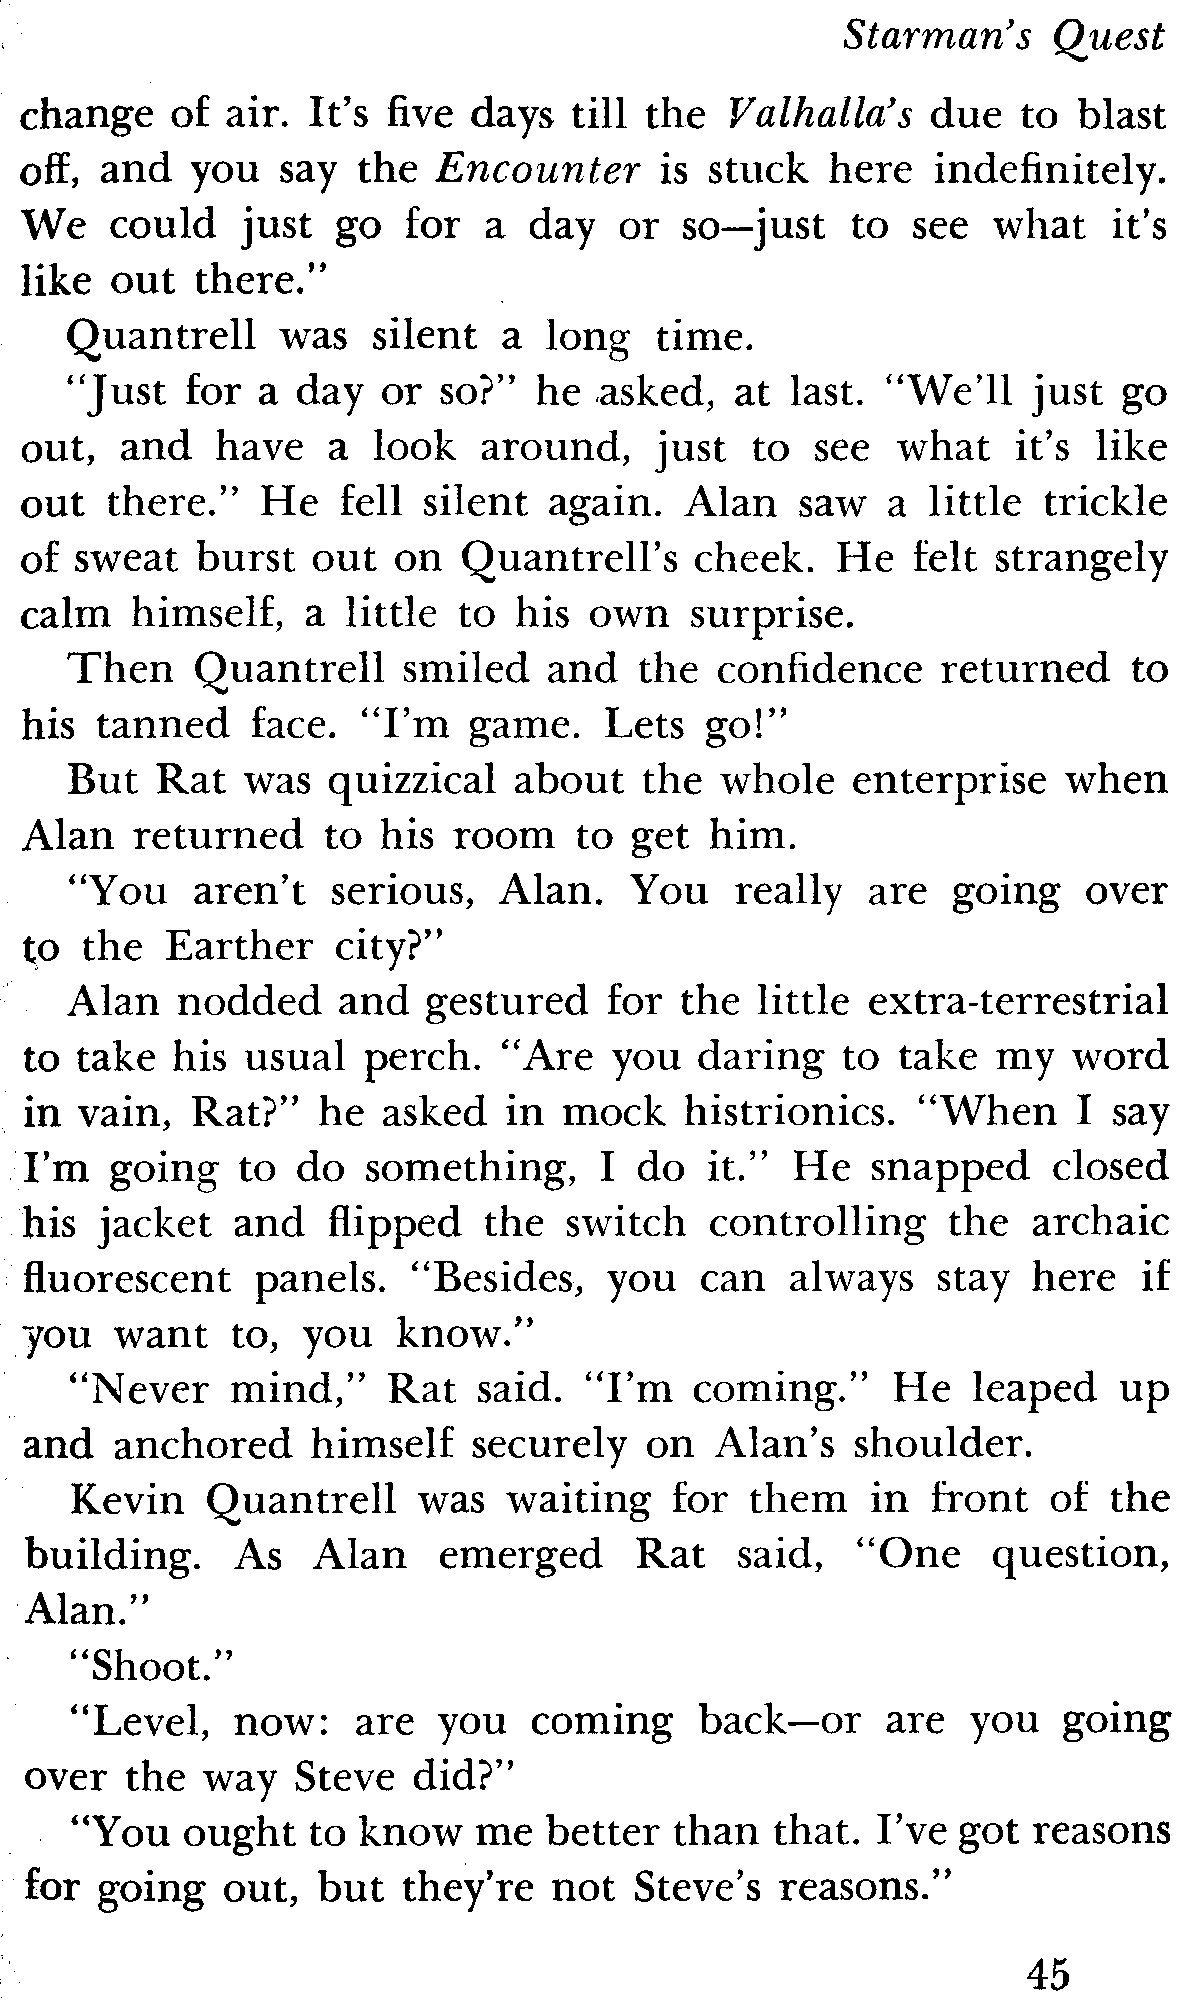 Starman's Quest
change of air. It's five days till the Valhalla's due to blast
off, and you say the Encounter is stuck here indefinitely.
We could just go for a day or so—just to see what it's
like out there."
Quantrell was silent a long time.
"Just for a day or so?" he asked, at last. "We'll just go
out, and have a look around, just to see what it's like
out there." He fell silent again. Alan saw a little trickle
of sweat burst out on Quantrell's cheek. He felt strangely
calm himself, a little to his own surprise.
Then Quantrell smiled and the confidence returned to
his tanned face. "I'm game. Lets go!"
But Rat was quizzical about the whole enterprise when
Alan returned to his room to get him.
"You aren't serious, Alan. You really are going over
to the Earther city?"
Alan nodded and gestured for the little extra-terrestrial
to take his usual perch. "Are you daring to take my word
in vain, Rat?" he asked in mock histrionics. "When I say
I'm going to do something, I do it." He snapped closed
his jacket and flipped the switch controlling the archaic
fluorescent panels. "Besides, you can always stay here if
you want to, you know."
"Never mind," Rat said. "I'm coming." He leaped up
and anchored himself securely on Alan's shoulder.
Kevin Quantrell was waiting for them in front of the
building. As Alan emerged Rat said, "One question,
Alan."
"Shoot."
"Level, now: are you coming back—or are you going
over the way Steve did?"
"You ought to know me better than that. I've got reasons
for going out, but they're not Steve's reasons."
45